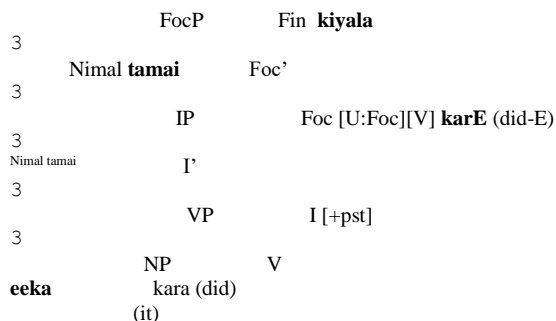 FocP Fin kiyala
3
Nimal tamai Foc’
3
IP Foc [U:Foc][V] karE (did-E)
3
Nimal tamai I’
3
VP I [+pst]
3
NP V
eeka kara (did)
(it)